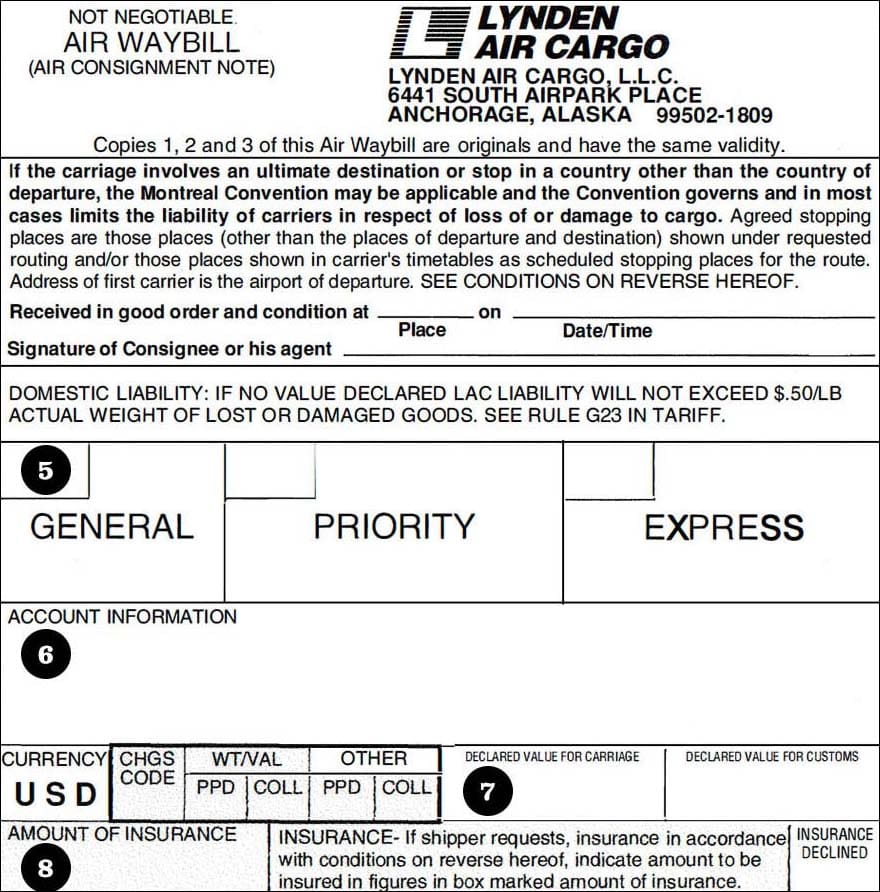 NOT NEGOTIABLE.
AIR WAYBILL
(AIR CONSIGNMENT NOTE)
LYNDEN
AIR CARGO
LYNDEN AIR CARGO, L.L.C.
6441 SOUTH AIRPARK PLACE
ANCHORAGE, ALASKA 99502-1809
Copies 1, 2 and 3 of this Air Waybill are originals and have the same validity.
If the carriage involves an ultimate destination or stop in a country other than the country of
departure, the Montreal Convention may be applicable and the Convention governs and in most
cases limits the liability of carriers in respect of loss of or damage to cargo. Agreed stopping
places are those places (other than the places of departure and destination) shown under requested
routing and/or those places shown in carrier's timetables as scheduled stopping places for the route.
Address of first carrier is the airport of departure. SEE CONDITIONS ON REVERSE HEREOF.
Received in good order and condition at on
Place Date/Time
Signature of Consignee or his agent
DOMESTIC LIABILITY: IF NO VALUE DECLARED LAC LIABILITY WILL NOT EXCEED $.50/LB
ACTUAL WEIGHT OF LOST OR DAMAGED GOODS. SEE RULE G23 IN TARIFF.
5
GENERAL PRIORITY EXPRESS
ACCOUNT INFORMATION
6
CURRENCY
USD
CHGS
CODE
WT/VAL
PPD COLL
OTHER
PPD COLL
DECLARED VALUE FOR CARRIAGE
7
DECLARED VALUE FOR CUSTOMS
AMOUNT OF INSURANCE
8
INSURANCE- If shipper requests, insurance in accordance
with conditions on reverse hereof, indicate amount to be
insured in figures in box marked amount of insurance.
INSURANCE
DECLINED